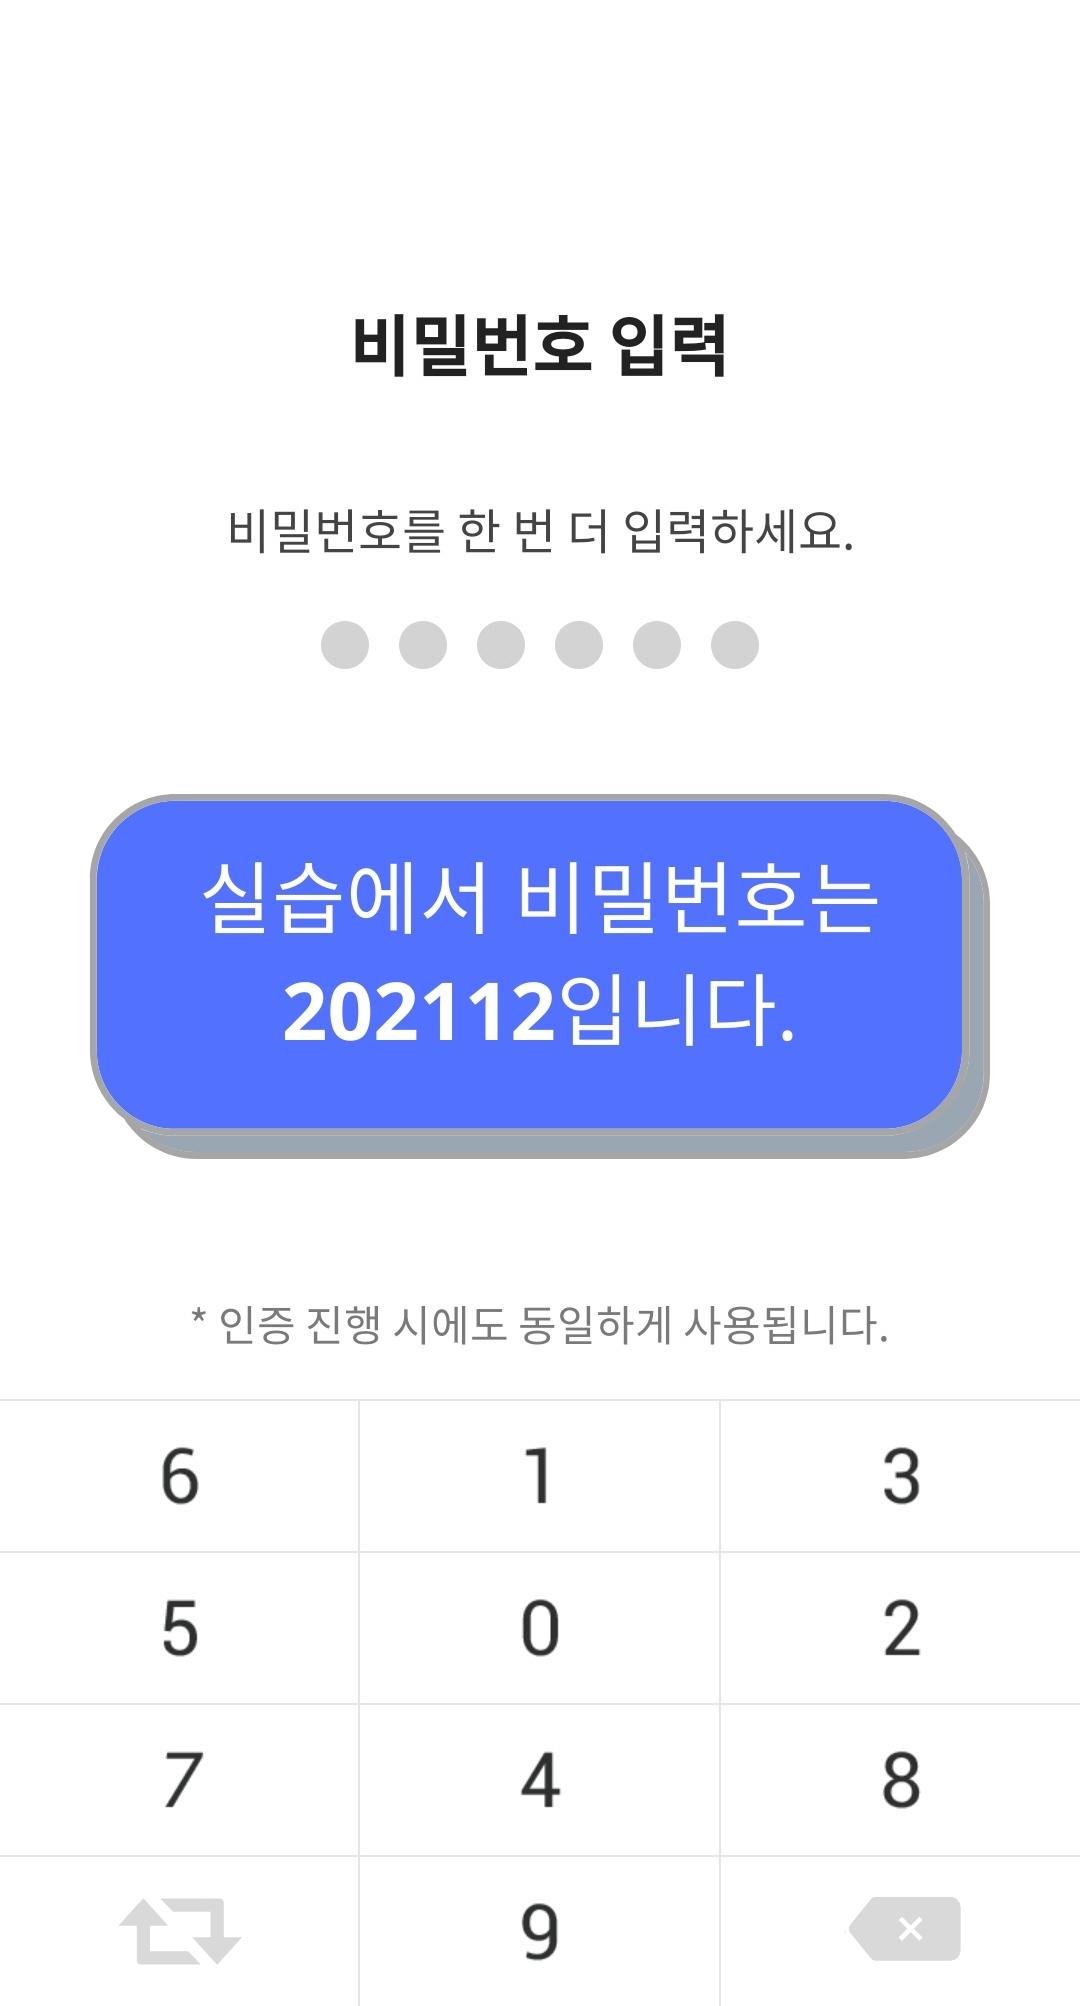 비밀번호 입력
비밀번호를 한 번 더 입력하세요.
실습에서 비밀번호는
202112입니다.
* 인증 진행 시에도 동일하게 사용됩니다.
6 1 3
5 0 2
7 4 8
9